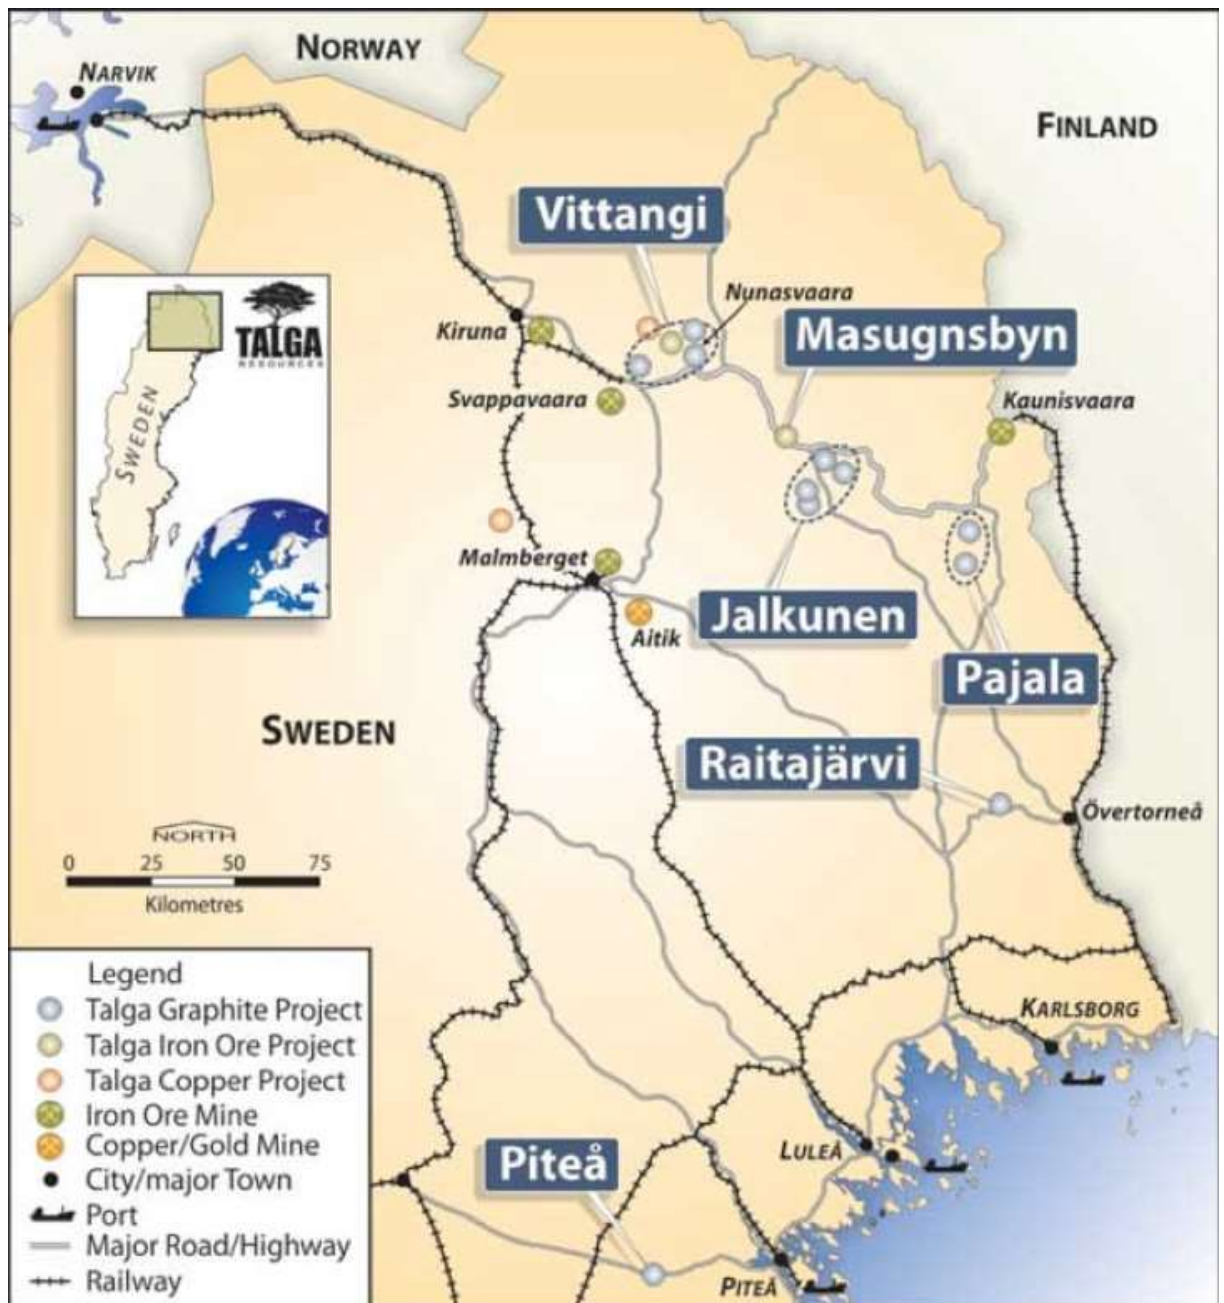 NORWAY
NARVIK
FINLAND
Vittangi
Nunasvaara
Masugnsbyn
Kiruna
Svappavaara
Kaunisvaara
TALGA
RESOURCES
SWEDEN
Malmberget
Aitik
Jalkunen
Pajala
SWEDEN
Raitajärvi
Övertorneå
NORTH
0 25 50 75
Kilometres
Legend
Talga Graphite Project
Talga Iron Ore Project
Talga Copper Project
Iron Ore Mine
Copper/Gold Mine
City/major Town
Port
Major Road/Highway
Railway
KARLSBORG
LULEÅ
Piteå
PITEÅ